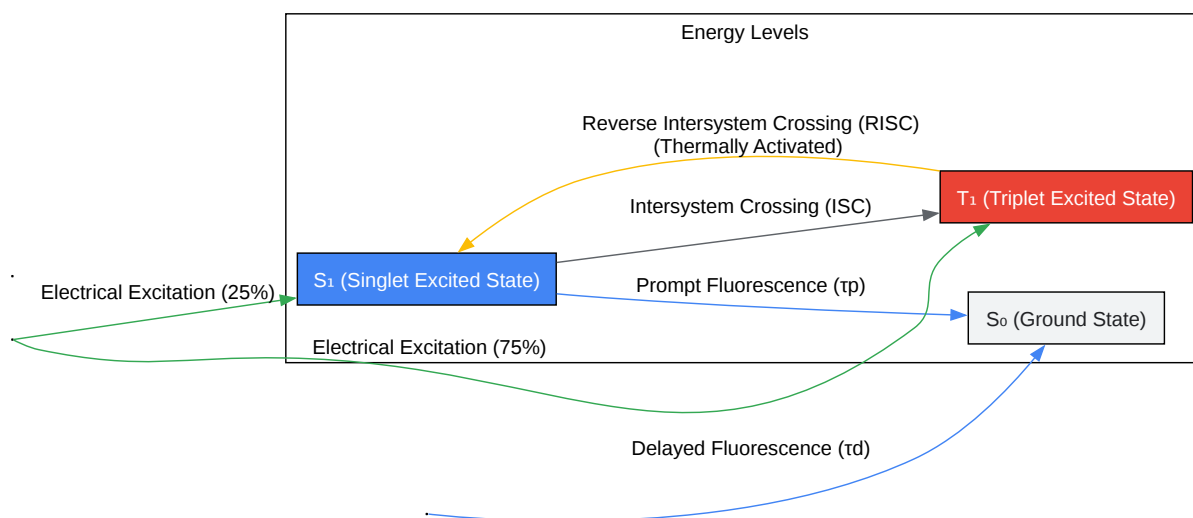 Energy Levels
Reverse Intersystem Crossing (RISC)
(Thermally Activated)
T₁ (Triplet Excited State)
Intersystem Crossing (ISC)
S₁ (Singlet Excited State)
Electrical Excitation (25%)
Prompt Fluorescence (τp)
S₀ (Ground State)
Electrical Excitation (75%)
Delayed Fluorescence (τd)